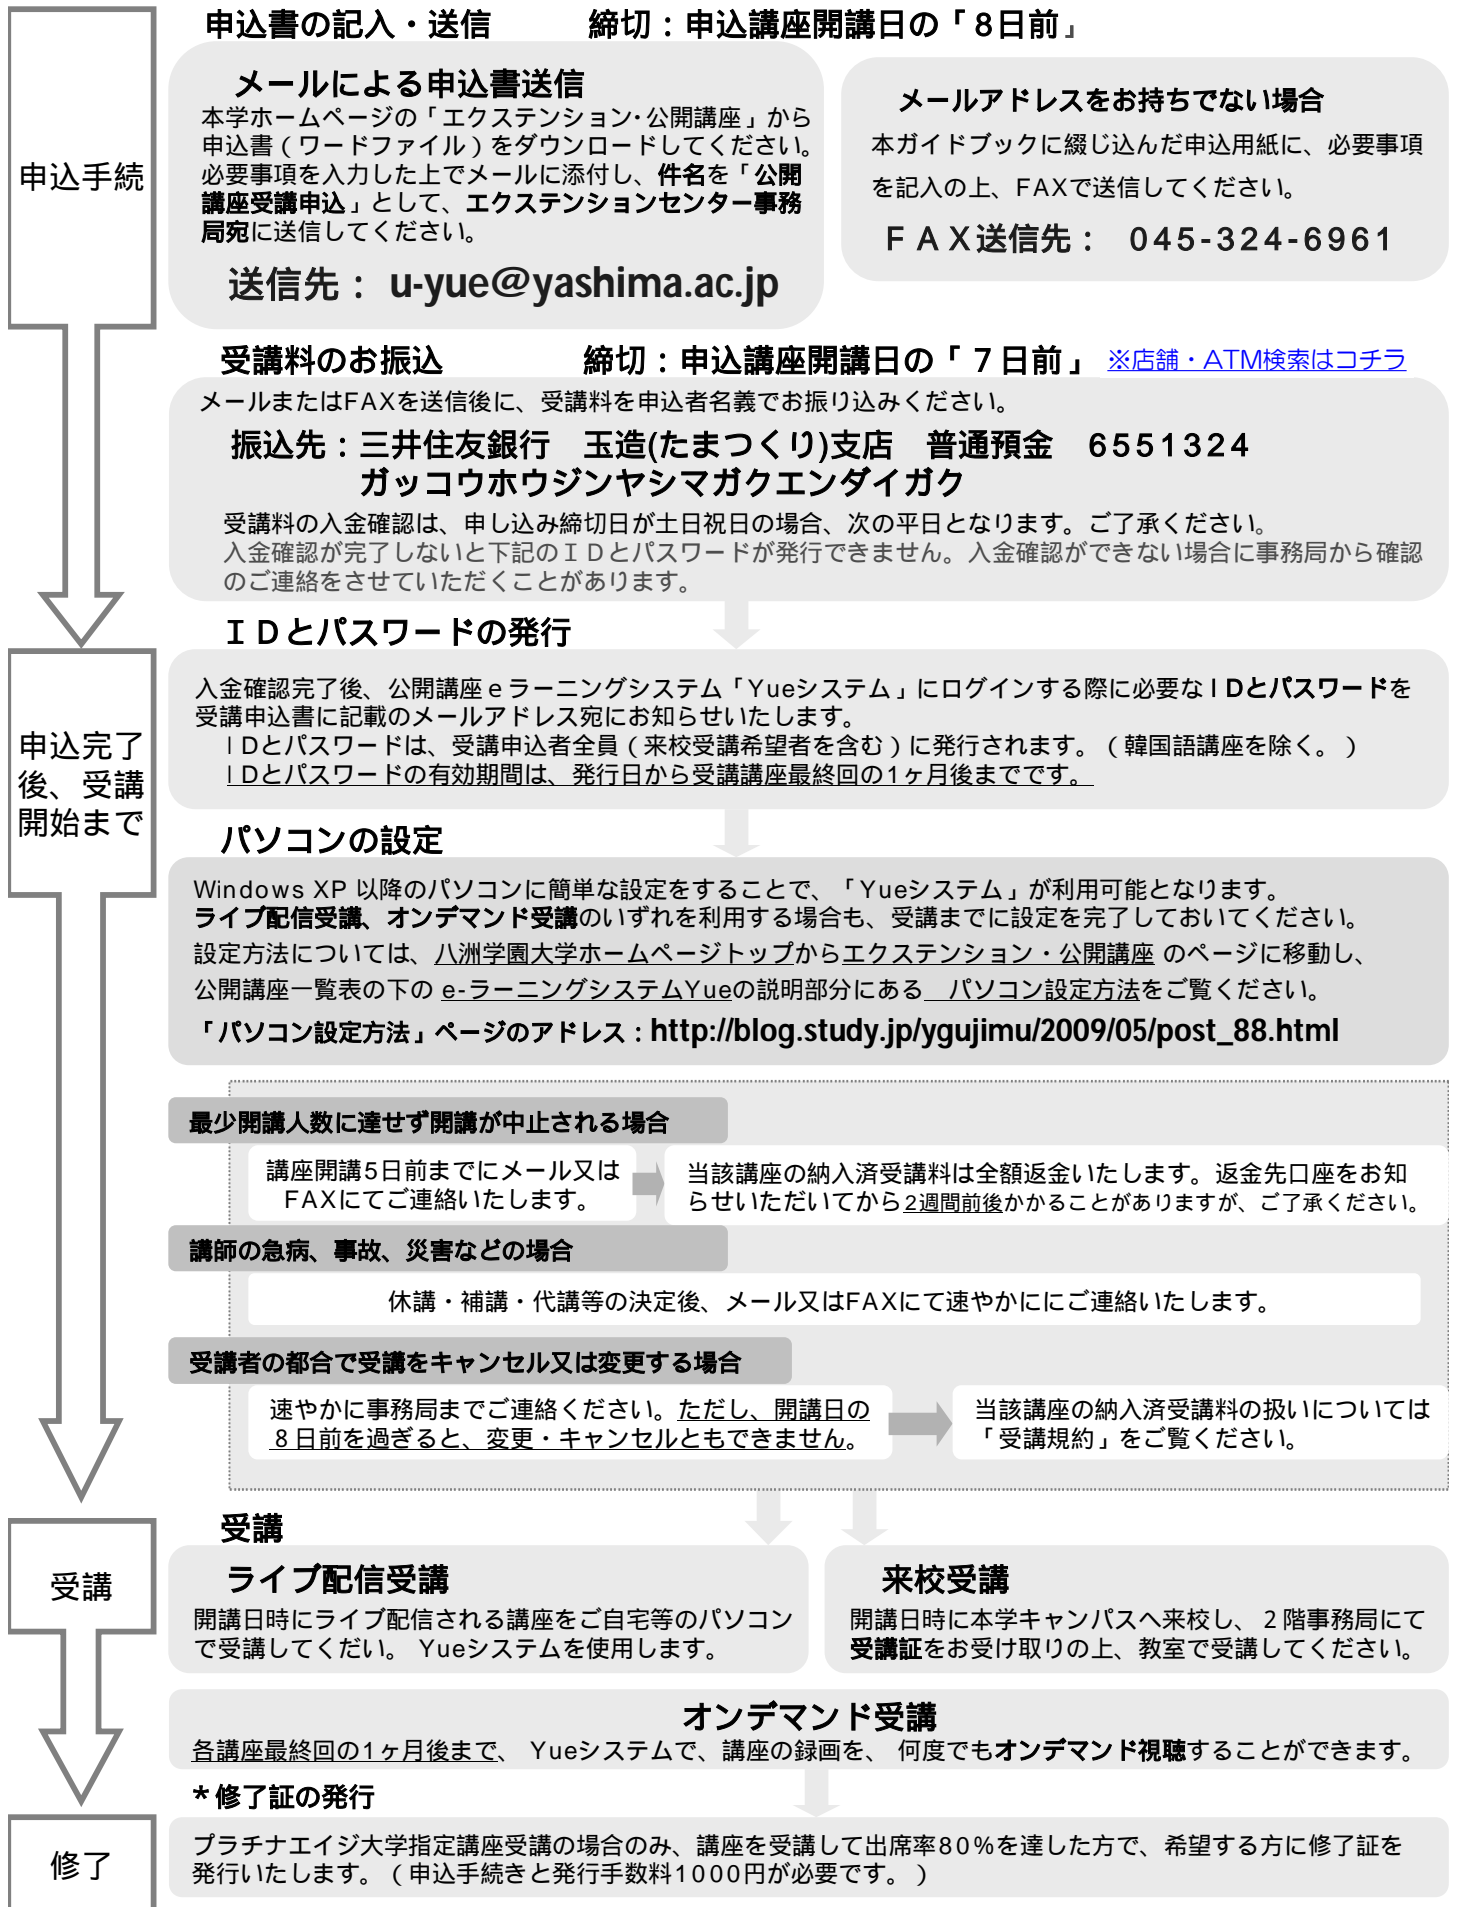 申込書の記入・送信　　　締切：申込講座開講日の「8日前」
申込手続
メールによる申込書送信
本学ホームページの「エクステンション・公開講座」から
申込書（ワードファイル）をダウンロードしてください。
必要事項を入力した上でメールに添付し、件名を「公開
講座受講申込」として、エクステンションセンター事務
局宛に送信してください。
送信先： u-yue@yashima.ac.jp
メールアドレスをお持ちでない場合
本ガイドブックに綴じ込んだ申込用紙に、必要事項
を記入の上、FAXで送信してください。
ＦＡＸ送信先：　045-324-6961
受講料のお振込　　　　締切：申込講座開講日の「７日前」 ※店舗・ATM検索はコチラ
メールまたはFAXを送信後に、受講料を申込者名義でお振り込みください。
振込先：三井住友銀行　玉造(たまつくり)支店　普通預金　6551324
ガッコウホウジンヤシマガクエンダイガク
受講料の入金確認は、申し込み締切日が土日祝日の場合、次の平日となります。ご了承ください。
入金確認が完了しないと下記のＩＤとパスワードが発行できません。入金確認ができない場合に事務局から確認
のご連絡をさせていただくことがあります。
ＩＤとパスワードの発行
申込完了
後、受講
開始まで
入金確認完了後、公開講座ｅラーニングシステム「Yueシステム」にログインする際に必要なＩＤとパスワードを
受講申込書に記載のメールアドレス宛にお知らせいたします。
ＩＤとパスワードは、受講申込者全員（来校受講希望者を含む）に発行されます。（韓国語講座を除く。）
ＩＤとパスワードの有効期間は、発行日から受講講座最終回の1ヶ月後までです。
パソコンの設定
Windows XP 以降のパソコンに簡単な設定をすることで、「Yueシステム」が利用可能となります。
ライブ配信受講、オンデマンド受講のいずれを利用する場合も、受講までに設定を完了しておいてください。
設定方法については、八洲学園大学ホームページトップからエクステンション・公開講座 のページに移動し、
公開講座一覧表の下の e-ラーニングシステムYueの説明部分にある　パソコン設定方法をご覧ください。
「パソコン設定方法」ページのアドレス：http://blog.study.jp/ygujimu/2009/05/post_88.html
最少開講人数に達せず開講が中止される場合
講座開講5日前までにメール又は
FAXにてご連絡いたします。
当該講座の納入済受講料は全額返金いたします。返金先口座をお知
らせいただいてから2週間前後かかることがありますが、ご了承ください。
講師の急病、事故、災害などの場合
休講・補講・代講等の決定後、メール又はFAXにて速やかににご連絡いたします。
受講者の都合で受講をキャンセル又は変更する場合
速やかに事務局までご連絡ください。ただし、開講日の
８日前を過ぎると、変更・キャンセルともできません。
当該講座の納入済受講料の扱いについては
「受講規約」をご覧ください。
受講
受講
ライブ配信受講
開講日時にライブ配信される講座をご自宅等のパソコン
で受講してくだい。 Yueシステムを使用します。
来校受講
開講日時に本学キャンパスへ来校し、２階事務局にて
受講証をお受け取りの上、教室で受講してください。
オンデマンド受講
各講座最終回の1ヶ月後まで、 Yueシステムで、講座の録画を、 何度でもオンデマンド視聴することができます。
＊修了証の発行
修了
プラチナエイジ大学指定講座受講の場合のみ、講座を受講して出席率80％を達した方で、希望する方に修了証を
発行いたします。（申込手続きと発行手数料1000円が必要です。）